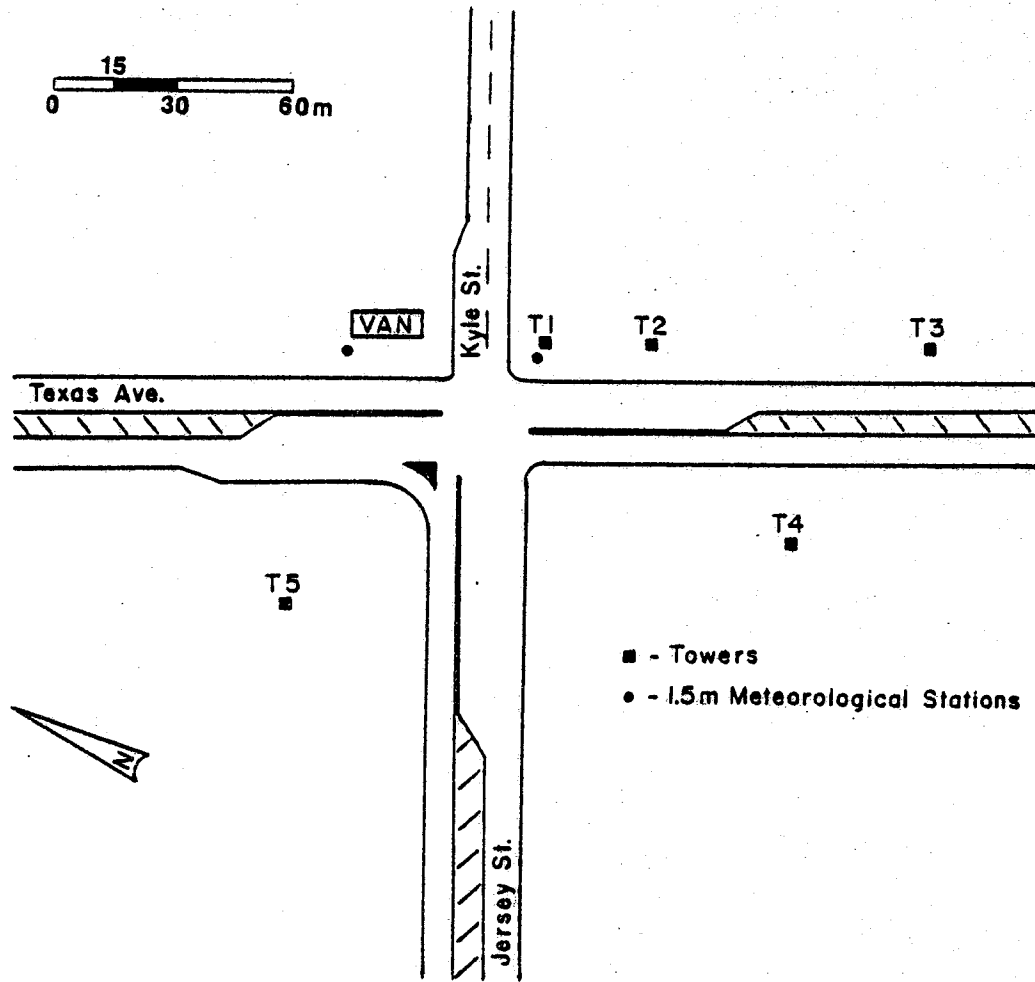 15
0 30 60m
Kyle St.
VAN
T1 T2 T3
Texas Ave.
T4
T5
■ - Towers
● - 1.5m Meteorological Stations
N
Jersey St.